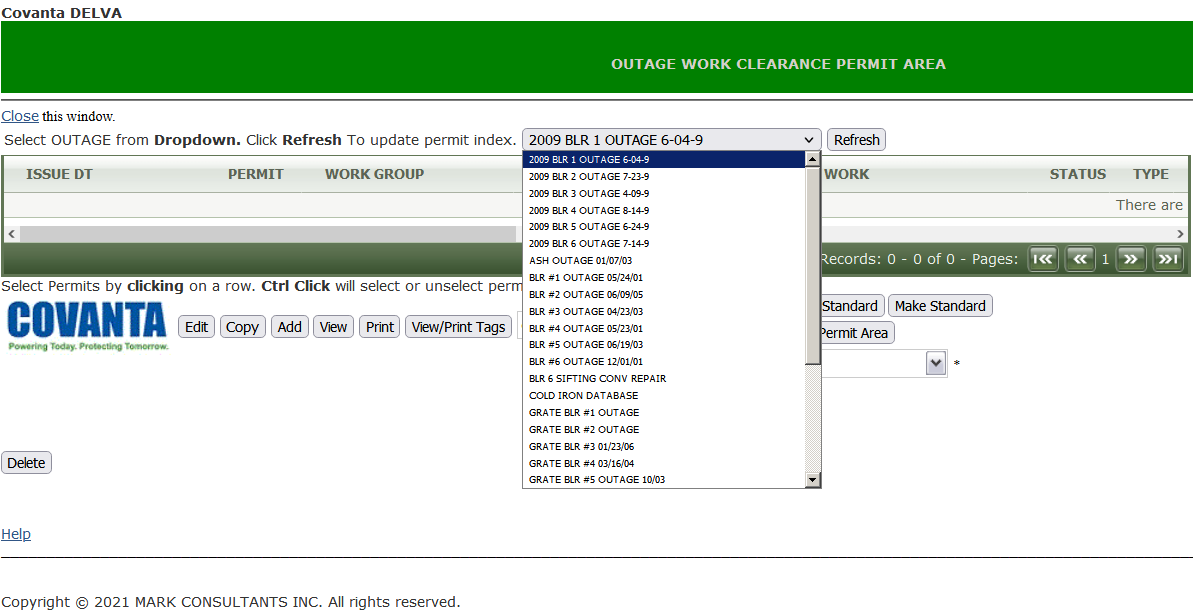 Covanta DELVA
OUTAGE WORK CLEARANCE PERMIT AREA
Close this window.
Select OUTAGE from Dropdown. Click Refresh To update permit index. 2009 BLR 1 OUTAGE 6-04-9 Refresh
2009 BLR 1 OUTAGE 6-04-9
2009 BLR 2 OUTAGE 7-23-9
2009 BLR 3 OUTAGE 4-09-9
2009 BLR 4 OUTAGE 8-14-9
2009 BLR 5 OUTAGE 6-24-9
2009 BLR 6 OUTAGE 7-14-9
ASH OUTAGE 01/07/03
BLR #1 OUTAGE 05/24/01
BLR #2 OUTAGE 06/09/05
BLR #3 OUTAGE 04/23/03
BLR #4 OUTAGE 05/23/01
BLR #5 OUTAGE 06/19/03
BLR #6 OUTAGE 12/01/01
BLR 6 SIFTING CONV REPAIR
COLD IRON DATABASE
GRATE BLR #1 OUTAGE
GRATE BLR #2 OUTAGE
GRATE BLR #3 01/23/06
GRATE BLR #4 03/16/04
GRATE BLR #5 OUTAGE 10/03
ISSUE DT PERMIT WORK GROUP WORK STATUS TYPE
There are
Records: 0 - 0 of 0 - Pages: 1
Select Permits by clicking on a row. Ctrl Click will select or unselect perm
COVANTA
Powering Today. Protecting Tomorrow.
Edit Copy Add View Print View/Print Tags Standard Make Standard
Permit Area
*
Delete
Help
Copyright © 2021 MARK CONSULTANTS INC. All rights reserved.